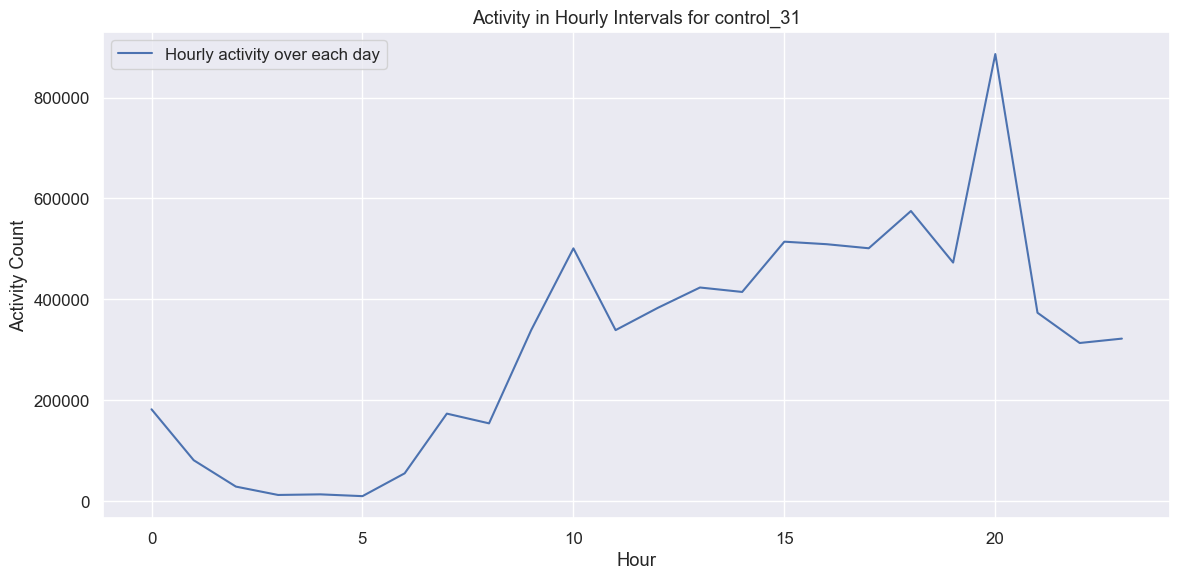 Activity in Hourly Intervals for control_31
Hourly activity over each day
800000
600000
400000
200000
0
Activity Count
0 5 10 15 20
Hour